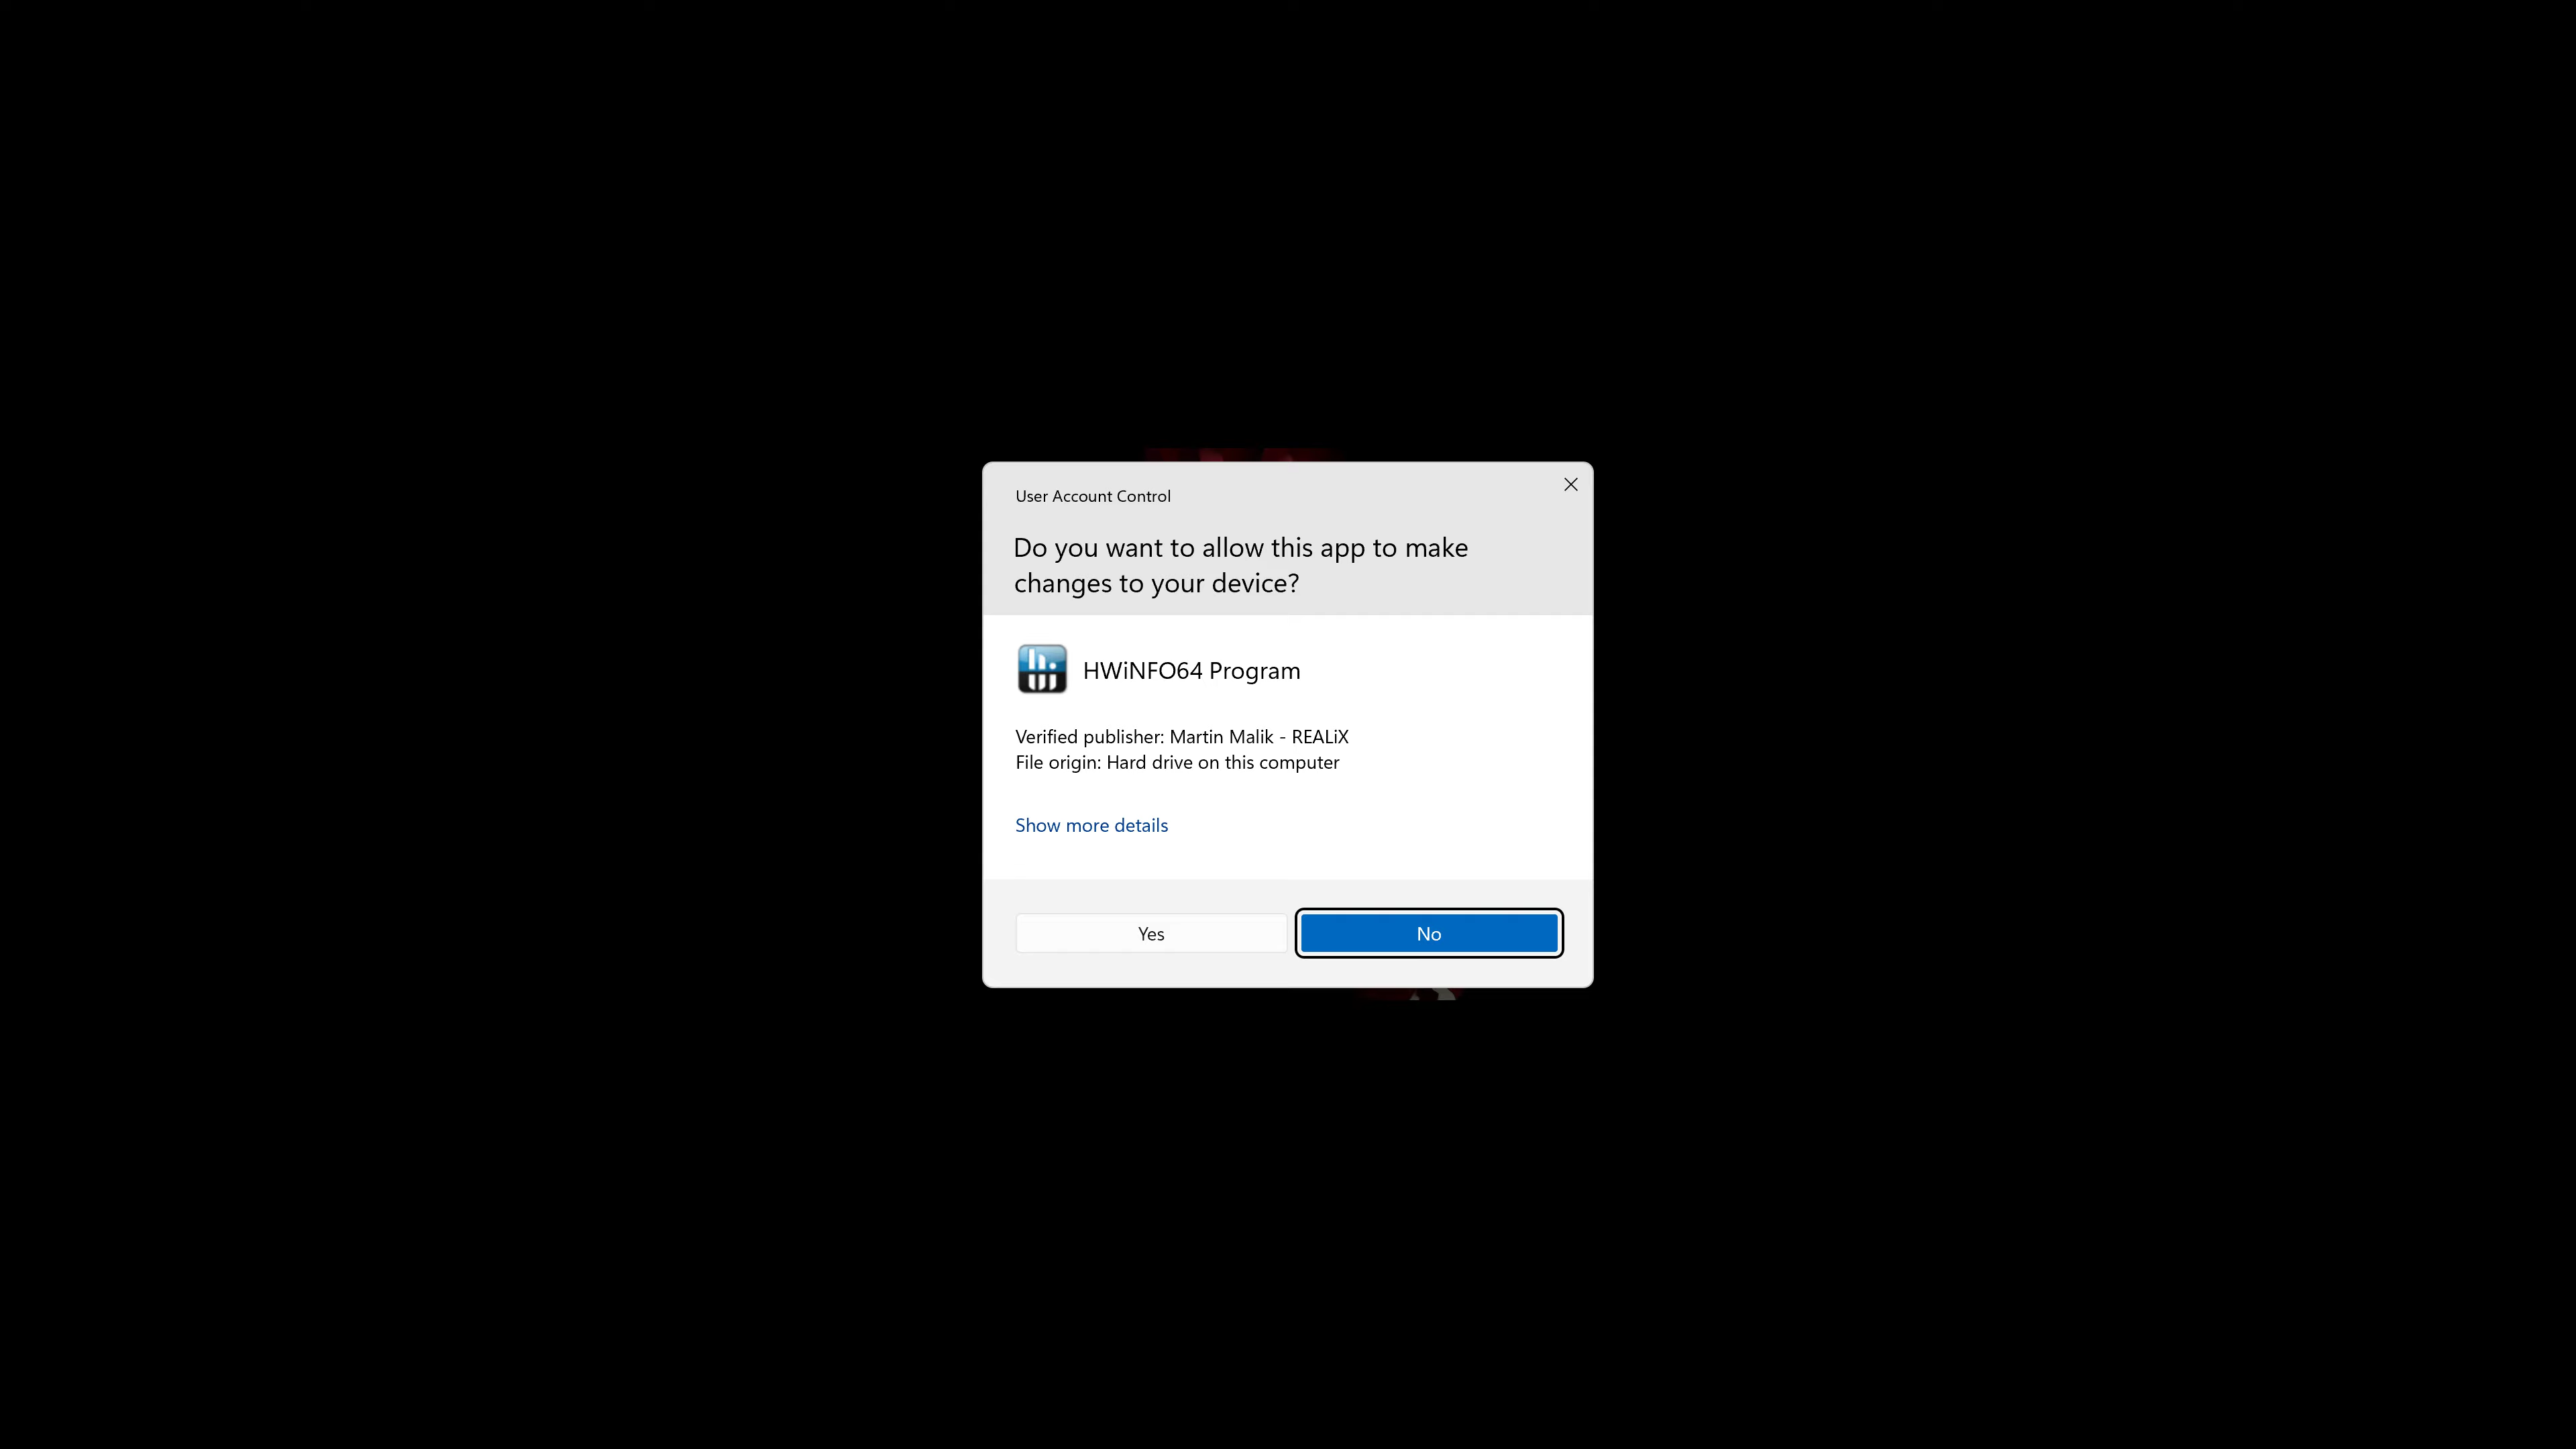 User Account Control
Do you want to allow this app to make
changes to your device?
HWiNFO64 Program
Verified publisher: Martin Malik - REALiX
File origin: Hard drive on this computer
Show more details
Yes
No